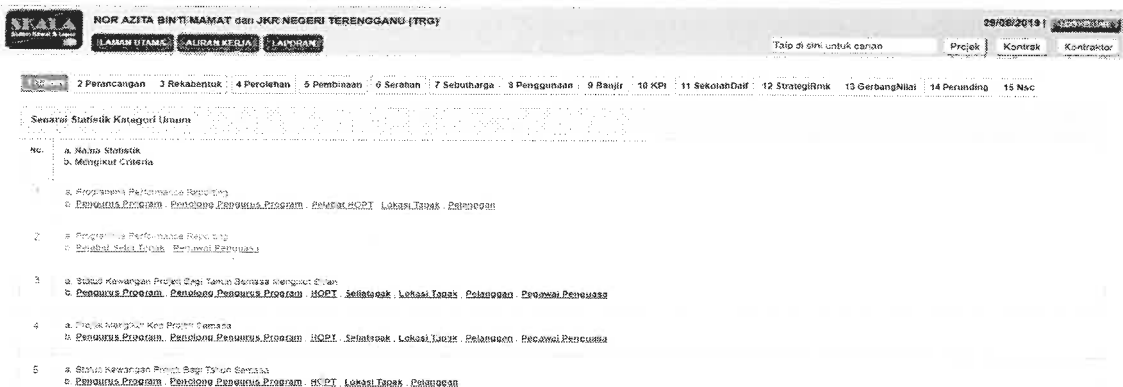 SKALA
NOR AZITA BINTI MAMAT dan JKR NEGERI TERENGGANU (TRG)
29/08/2019 |
LAMAN UTAMA ALIRAN KERJA LAPORAN
Taip di sini untuk carian Projek Kontrak Kontraktor
2 Perancangan 3 Rekabentuk 4 Perolehan 5 Pembinaan 6 Serahan 7 Sebutharga 8 Penggunaan 9 Banjir 10 KPI 11 SekolahDaif 12 StrategiRmk 13 GerbangNilai 14 Perunding 15 Nsc
Senarai Statistik Kategori Umum
No. a. Nama Statistik
b. Mengikut Criteria
1 a. Programme Performance Reporting
b. Pengurus Program , Penolong Pengurus Program , Pejabat HOPT , Lokasi Tapak , Pelanggan
2 a. Programme Performance Reporting
b. Pejabat Selia Tapak , Pegawai Penguasa
3 a. Status Kewangan Projek Bagi Tahun Semasa Mengikut Bulan
b. Pengurus Program , Penolong Pengurus Program , HOPT , Seliatapak , Lokasi Tapak , Pelanggan , Pegawai Penguasa
4 a. Projek Mengikut Kos Projek Semasa
b. Pengurus Program , Penolong Pengurus Program , HOPT , Seliatapak , Lokasi Tapak , Pelanggan , Pegawai Penguasa
5 a. Status Kewangan Projek Bagi Tahun Semasa
b. Pengurus Program , Penolong Pengurus Program , HOPT , Lokasi Tapak , Pelanggan